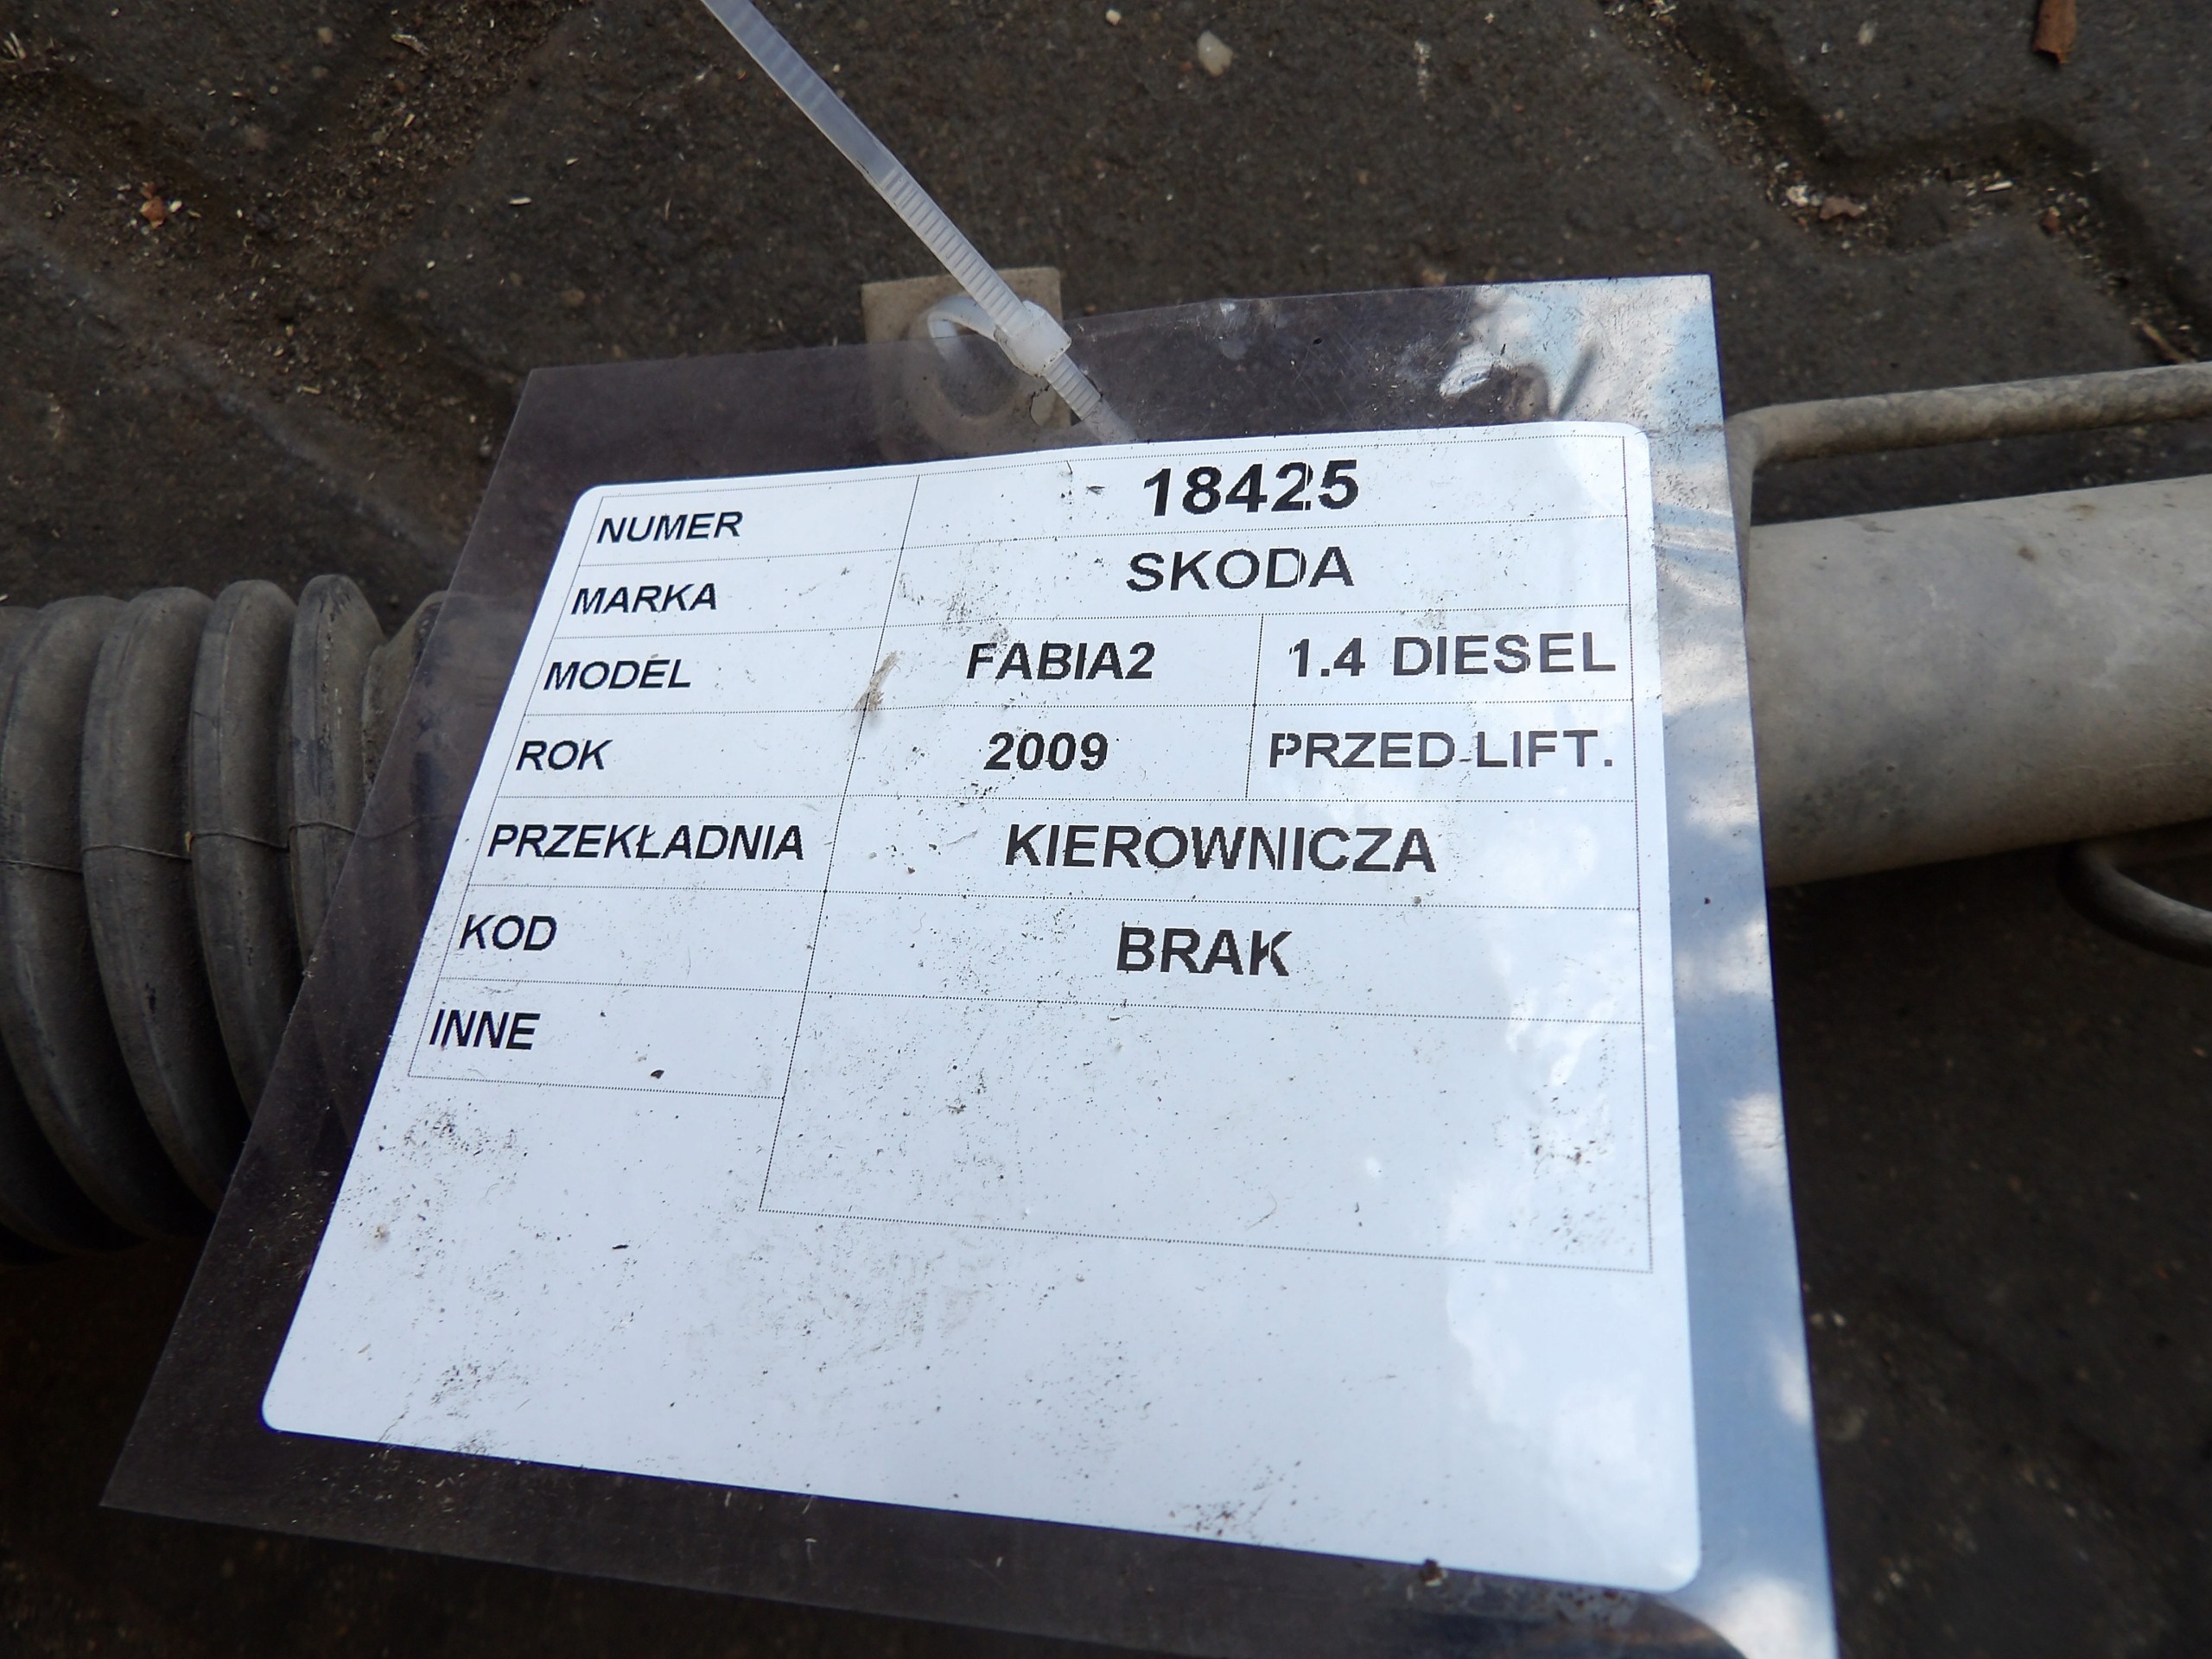 NUMER 18425
MARKA SKODA
MODEL FABIA2 1.4 DIESEL
ROK 2009 PRZED LIFT.
PRZEKŁADNIA KIEROWNICZA
KOD BRAK
INNE